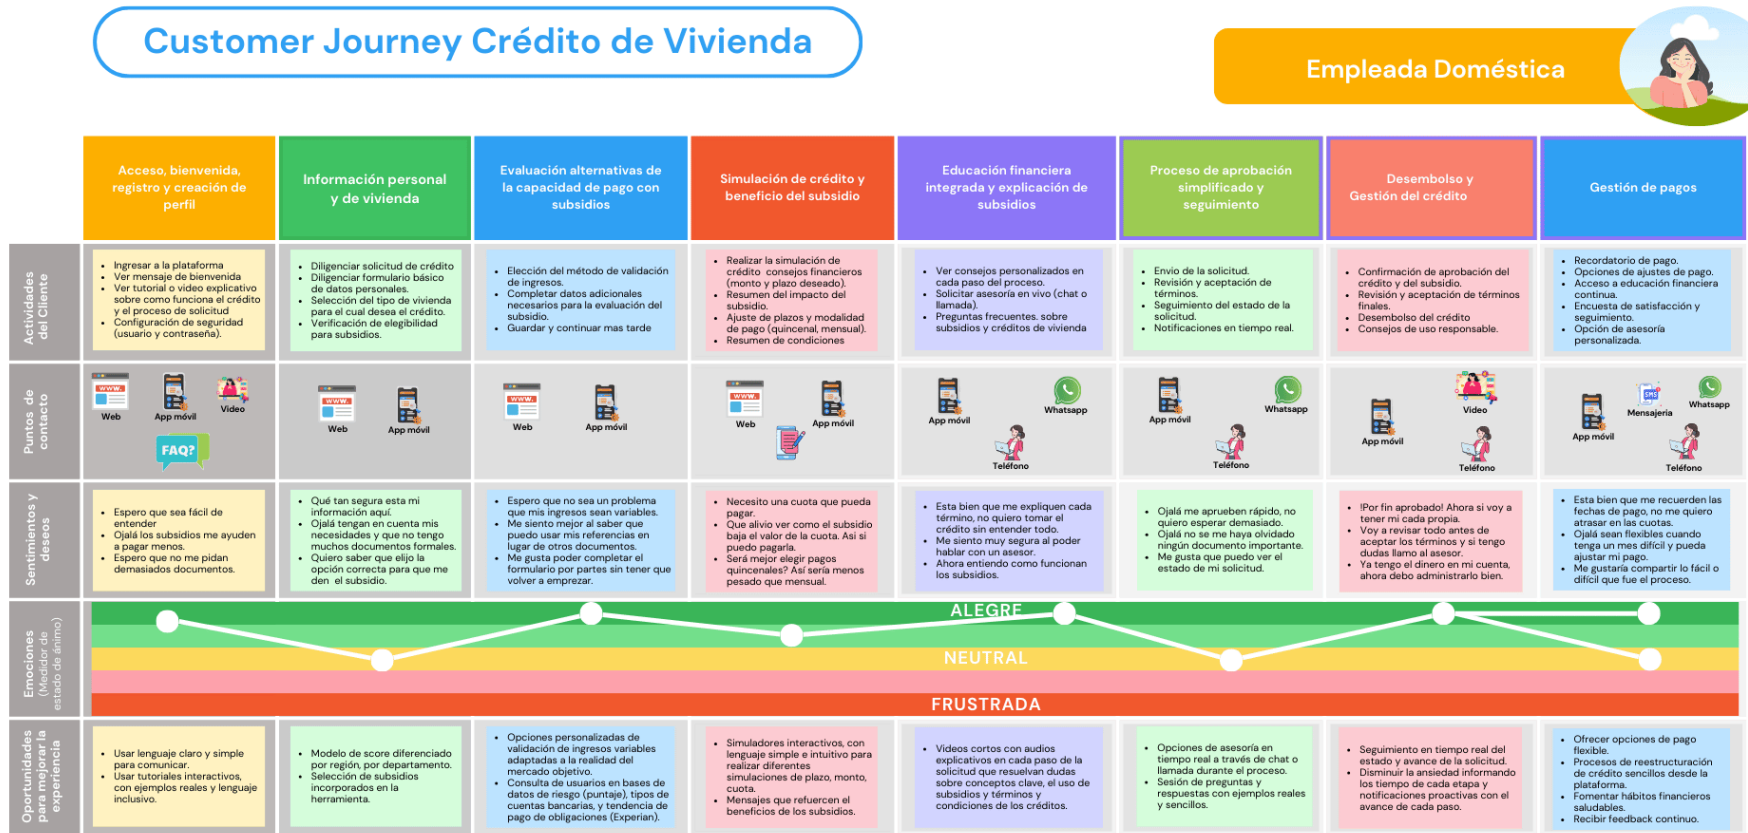 Customer Journey Crédito de Vivienda
Empleada Doméstica
Acceso, bienvenida,
registro y creación de
perfil
Información personal
y de vivienda
Evaluación alternativas de
la capacidad de pago con
subsidios
Simulación de crédito y
beneficio del subsidio
Educación financiera
integrada y explicación de
subsidios
Proceso de aprobación
simplificado y
seguimiento
Desembolso y
Gestión del crédito
Gestión de pagos
Actividades
del Cliente
• Ingresar a la plataforma
• Ver mensaje de bienvenida
• Ver tutorial o video explicativo
sobre como funciona el crédito
y el proceso de solicitud
• Configuración de seguridad
(usuario y contraseña).
• Diligenciar solicitud de crédito
• Diligenciar formulario básico
de datos personales.
• Selección del tipo de vivienda
para el cual desea el crédito.
• Verificación de elegibilidad
para subsidios.
• Elección del método de validación
de ingresos.
• Completar datos adicionales
necesarios para la evaluación del
subsidio.
• Guardar y continuar mas tarde
• Realizar la simulación de
crédito consejos financieros
(monto y plazo deseado).
• Resumen del impacto del
subsidio.
• Ajuste de plazos y modalidad
de pago (quincenal, mensual).
• Resumen de condiciones
• Ver consejos personalizados en
cada paso del proceso.
• Solicitar asesoría en vivo (chat o
llamada).
• Preguntas frecuentes. sobre
subsidios y créditos de vivienda
• Envio de la solicitud.
• Revisión y aceptación de
términos.
• Seguimiento del estado de la
solicitud.
• Notificaciones en tiempo real.
• Confirmación de aprobación del
crédito y del subsidio.
• Revisión y aceptación de términos
finales.
• Desembolso del crédito
• Consejos de uso responsable.
• Recordatorio de pago.
• Opciones de ajustes de pago.
• Acceso a educación financiera
continua.
• Encuesta de satisfacción y
seguimiento.
• Opción de asesoría
personalizada.
Puntos de
contacto
WWW.
Web
App móvil
Video
FAQ?
WWW.
Web
App móvil
WWW.
Web
App móvil
WWW.
Web
App móvil
App móvil
Whatsapp
Teléfono
App móvil
Whatsapp
Teléfono
App móvil
Video
Teléfono
App móvil
SMS
Mensajería
Whatsapp
Teléfono
Sentimientos y
deseos
• Espero que sea fácil de
entender
• Ojalá los subsidios me ayuden
a pagar menos.
• Espero que no me pidan
demasiados documentos.
• Qué tan segura esta mi
información aquí.
• Ojalá tengan en cuenta mis
necesidades y que no tengo
muchos documentos formales.
• Quiero saber que elijo la
opción correcta para que me
den el subsidio.
• Espero que no sea un problema
que mis ingresos sean variables.
• Me siento mejor al saber que
puedo usar mis referencias en
lugar de otros documentos.
• Me gusta poder completar el
formulario por partes sin tener que
volver a emprezar.
• Necesito una cuota que pueda
pagar.
• Que alivio ver como el subsidio
baja el valor de la cuota. Asi si
puedo pagarla.
• Será mejor elegir pagos
quincenales? Así sería menos
pesado que mensual.
• Esta bien que me expliquen cada
término, no quiero tomar el
crédito sin entender todo.
• Me siento muy segura al poder
hablar con un asesor.
• Ahora entiendo como funcionan
los subsidios.
• Ojalá me aprueben rápido, no
quiero esperar demasiado.
• Ojalá no se me haya olvidado
ningún documento importante.
• Me gusta que puedo ver el
estado de mi solicitud.
• !Por fin aprobado! Ahora si voy a
tener mi cada propia.
• Voy a revisar todo antes de
aceptar los términos y si tengo
dudas llamo al asesor.
• Ya tengo el dinero en mi cuenta,
ahora debo administrarlo bien.
• Esta bien que me recuerden las
fechas de pago, no me quiero
atrasar en las cuotas.
• Ojalá sean flexibles cuando
tenga un mes difícil y pueda
ajustar mi pago.
• Me gustaría compartir lo fácil o
difícil que fue el proceso.
Emociones
(Medidor de
estado de ánimo)
ALEGRE
NEUTRAL
FRUSTRADA
Oportunidades
para mejorar la
experiencia
• Usar lenguaje claro y simple
para comunicar.
• Usar tutoriales interactivos,
con ejemplos reales y lenguaje
inclusivo.
• Modelo de score diferenciado
por región, por departamento.
• Selección de subsidios
incorporados en la
herramienta.
• Opciones personalizadas de
validación de ingresos variables
adaptadas a la realidad del
mercado objetivo.
• Consulta de usuarios en bases de
datos de riesgo (puntaje), tipos de
cuentas bancarias, y tendencia de
pago de obligaciones (Experian).
• Simuladores interactivos, con
lenguaje simple e intuitivo para
realizar diferentes
simulaciones de plazo, monto,
cuota.
• Mensajes que refuercen el
beneficios de los subsidios.
• Videos cortos con audios
explicativos en cada paso de la
solicitud que resuelvan dudas
sobre conceptos clave, el uso de
subsidios y términos y
condiciones de los créditos.
• Opciones de asesoría en
tiempo real a través de chat o
llamada durante el proceso.
• Sesión de preguntas y
respuestas con ejemplos reales
y sencillos.
• Seguimiento en tiempo real del
estado y avance de la solicitud.
• Disminuir la ansiedad informando
los tiempo de cada etapa y
notificaciones proactivas con el
avance de cada paso.
• Ofrecer opciones de pago
flexible.
• Procesos de reestructuración
de crédito sencillos desde la
plataforma.
• Fomentar hábitos financieros
saludables.
• Recibir feedback continuo.